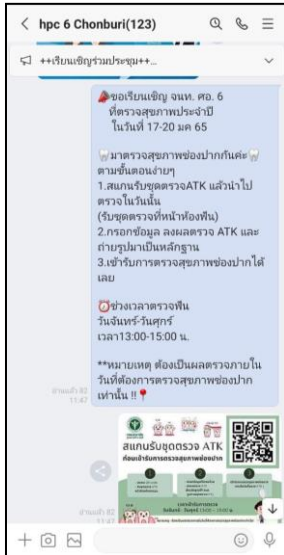 hpc 6 Chonburi(123)
++เรียนเชิญร่วมประชุม++...
📣ขอเรียนเชิญ จนท. ศอ. 6
ที่ตรวจสุขภาพประจำปี
ในวันที่ 17-20 มค 65
🦷มาตรวจสุขภาพช่องปากกันค่ะ🦷
ตามขั้นตอนง่ายๆ
1.สแกนรับชุดตรวจATK แล้วนำไป
ตรวจในวันนั้น
(รับชุดตรวจที่หน้าห้องฟัน)
2.กรอกข้อมูล ลงผลตรวจ ATK และ
ถ่ายรูปมาเป็นหลักฐาน
3.เข้ารับการตรวจสุขภาพช่องปากได้
เลย
⏰ช่วงเวลาตรวจฟัน
วันจันทร์-วันศุกร์
เวลา13:00-15:00 น.
**หมายเหตุ ต้องเป็นผลตรวจภายใน
วันที่ต้องการตรวจสุขภาพช่องปาก
เท่านั้น !!📍
อ่านแล้ว 82
11:47
สแกนรับชุดตรวจ ATK
ก่อนเข้ารับการตรวจสุขภาพช่องปาก
1
2
3
อ่านแล้ว 82
11:47